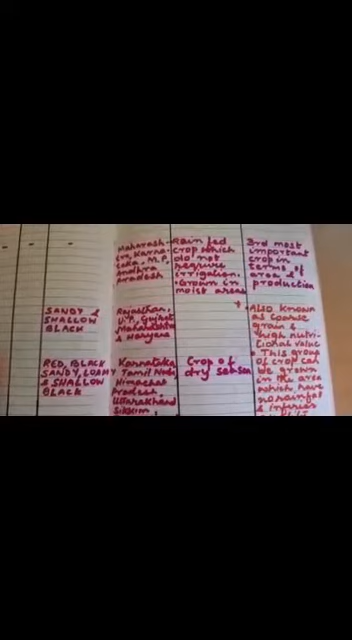 - - -
Maharash-
tra, Karna-
taka, M.P,
Andhra
Pradesh
Rain fed
crop which
do not
require
irrigation.
• Grown in
moist areas
3rd most
important
crop in
terms of
area &
production
SANDY &
SHALLOW
BLACK
Rajasthan,
U.P, Gujrat
Maharashtra
& Haryana
• Also known
as coarse
grain &
high nutri-
tional value
• This group
of crop can
be grown
in the area
which have
no rainfall
& inferior
RED, BLACK
SANDY, LOAMY
& SHALLOW
BLACK
Karnataka
Tamil Nadu
Himachal
Pradesh,
Uttarakhand
Sikkim,
Crop of
dry season